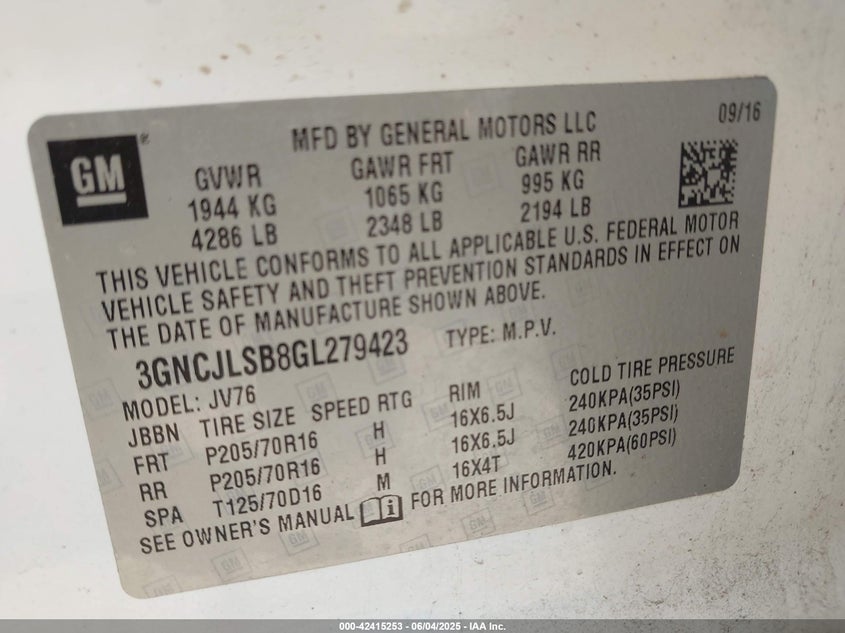 GM ®
MFD BY GENERAL MOTORS LLC
09/16
GVWR GAWR FRT GAWR RR
1944 KG 1065 KG 995 KG
4286 LB 2348 LB 2194 LB
THIS VEHICLE CONFORMS TO ALL APPLICABLE U.S. FEDERAL MOTOR
VEHICLE SAFETY AND THEFT PREVENTION STANDARDS IN EFFECT ON
THE DATE OF MANUFACTURE SHOWN ABOVE.
3GNCJLSB8GL279423 TYPE: M.P.V.
MODEL: JV76
JBBN TIRE SIZE SPEED RTG RIM COLD TIRE PRESSURE
FRT P205/70R16 H 16X6.5J 240KPA(35PSI)
RR P205/70R16 H 16X6.5J 240KPA(35PSI)
SPA T125/70D16 M 16X4T 420KPA(60PSI)
SEE OWNER'S MANUAL FOR MORE INFORMATION.
000-42415253 - 06/04/2025 - IAA Inc.